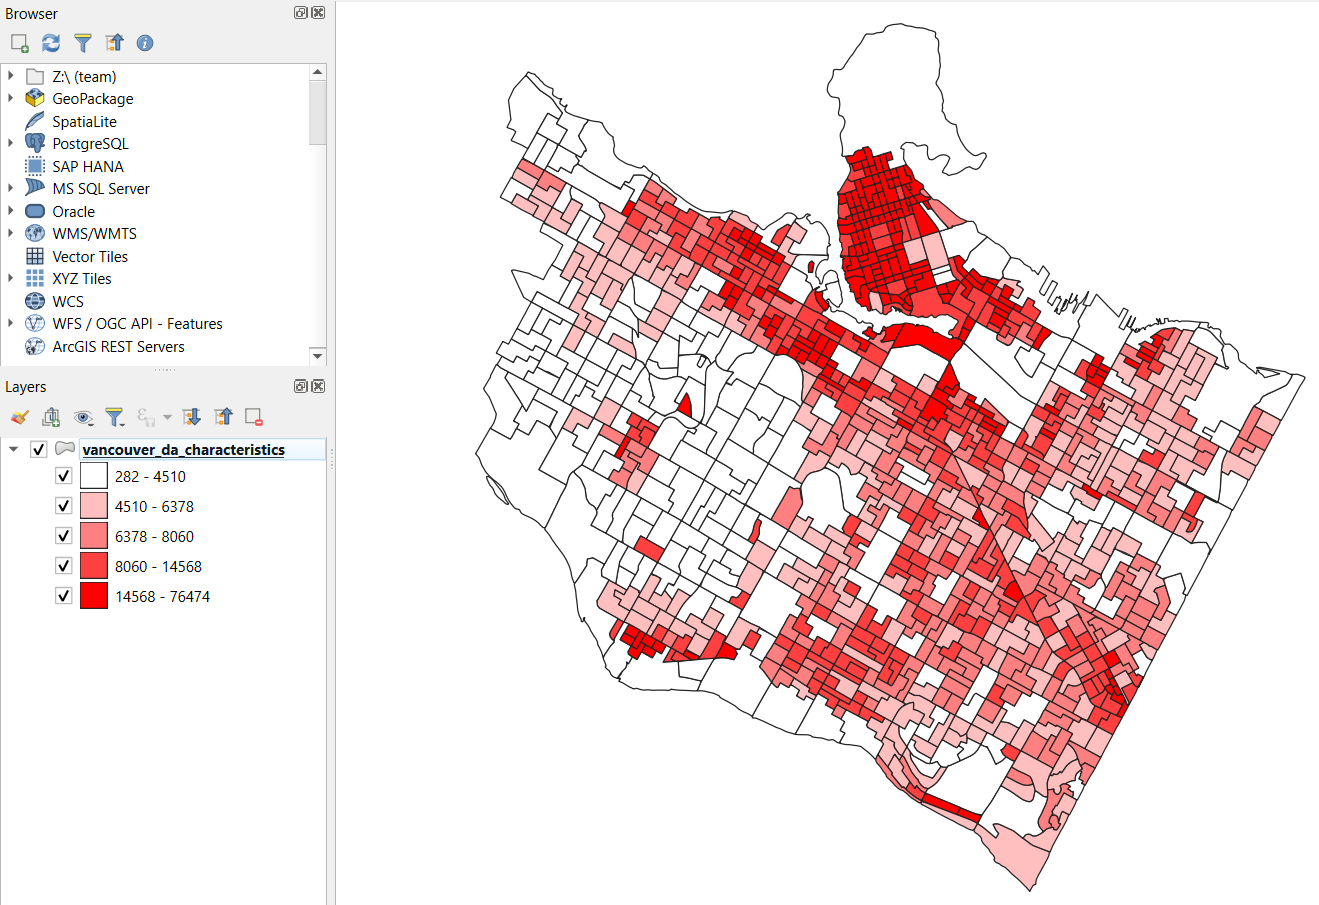 Browser
Z:\ (team)
GeoPackage
SpatiaLite
PostgreSQL
SAP HANA
MS SQL Server
Oracle
WMS/WMTS
Vector Tiles
XYZ Tiles
WCS
WFS / OGC API - Features
ArcGIS REST Servers
Layers
vancouver_da_characteristics
282 - 4510
4510 - 6378
6378 - 8060
8060 - 14568
14568 - 76474